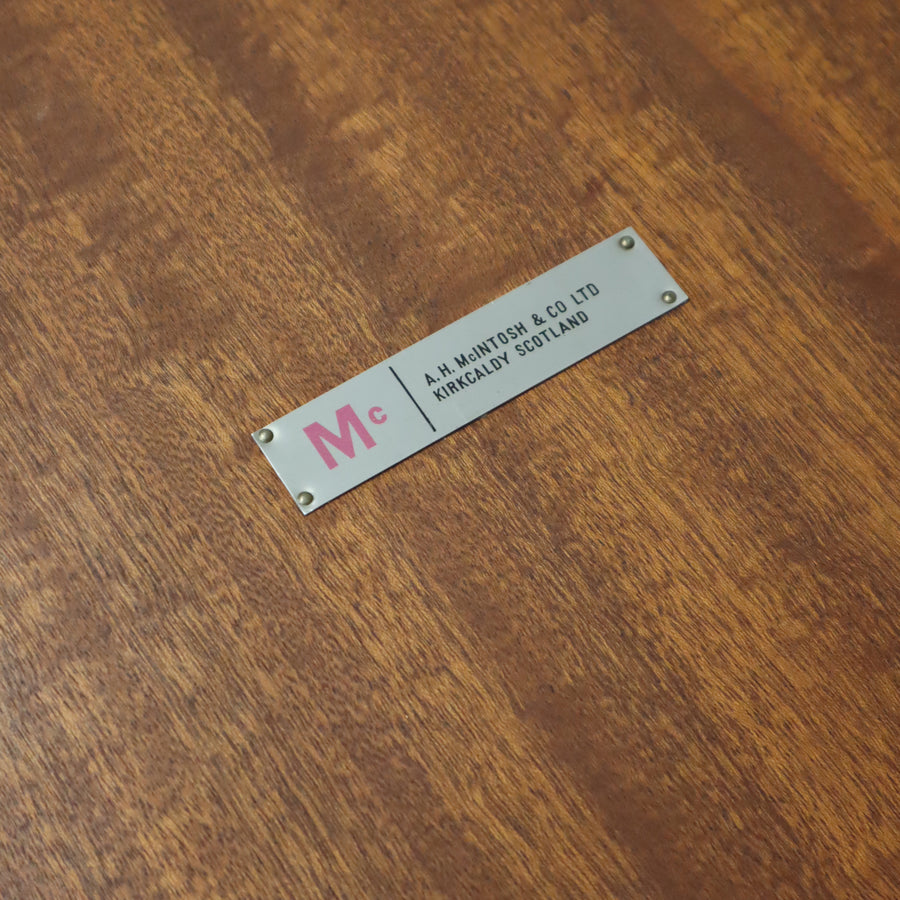 Mc
A. H. McINTOSH & CO LTD
KIRKCALDY SCOTLAND